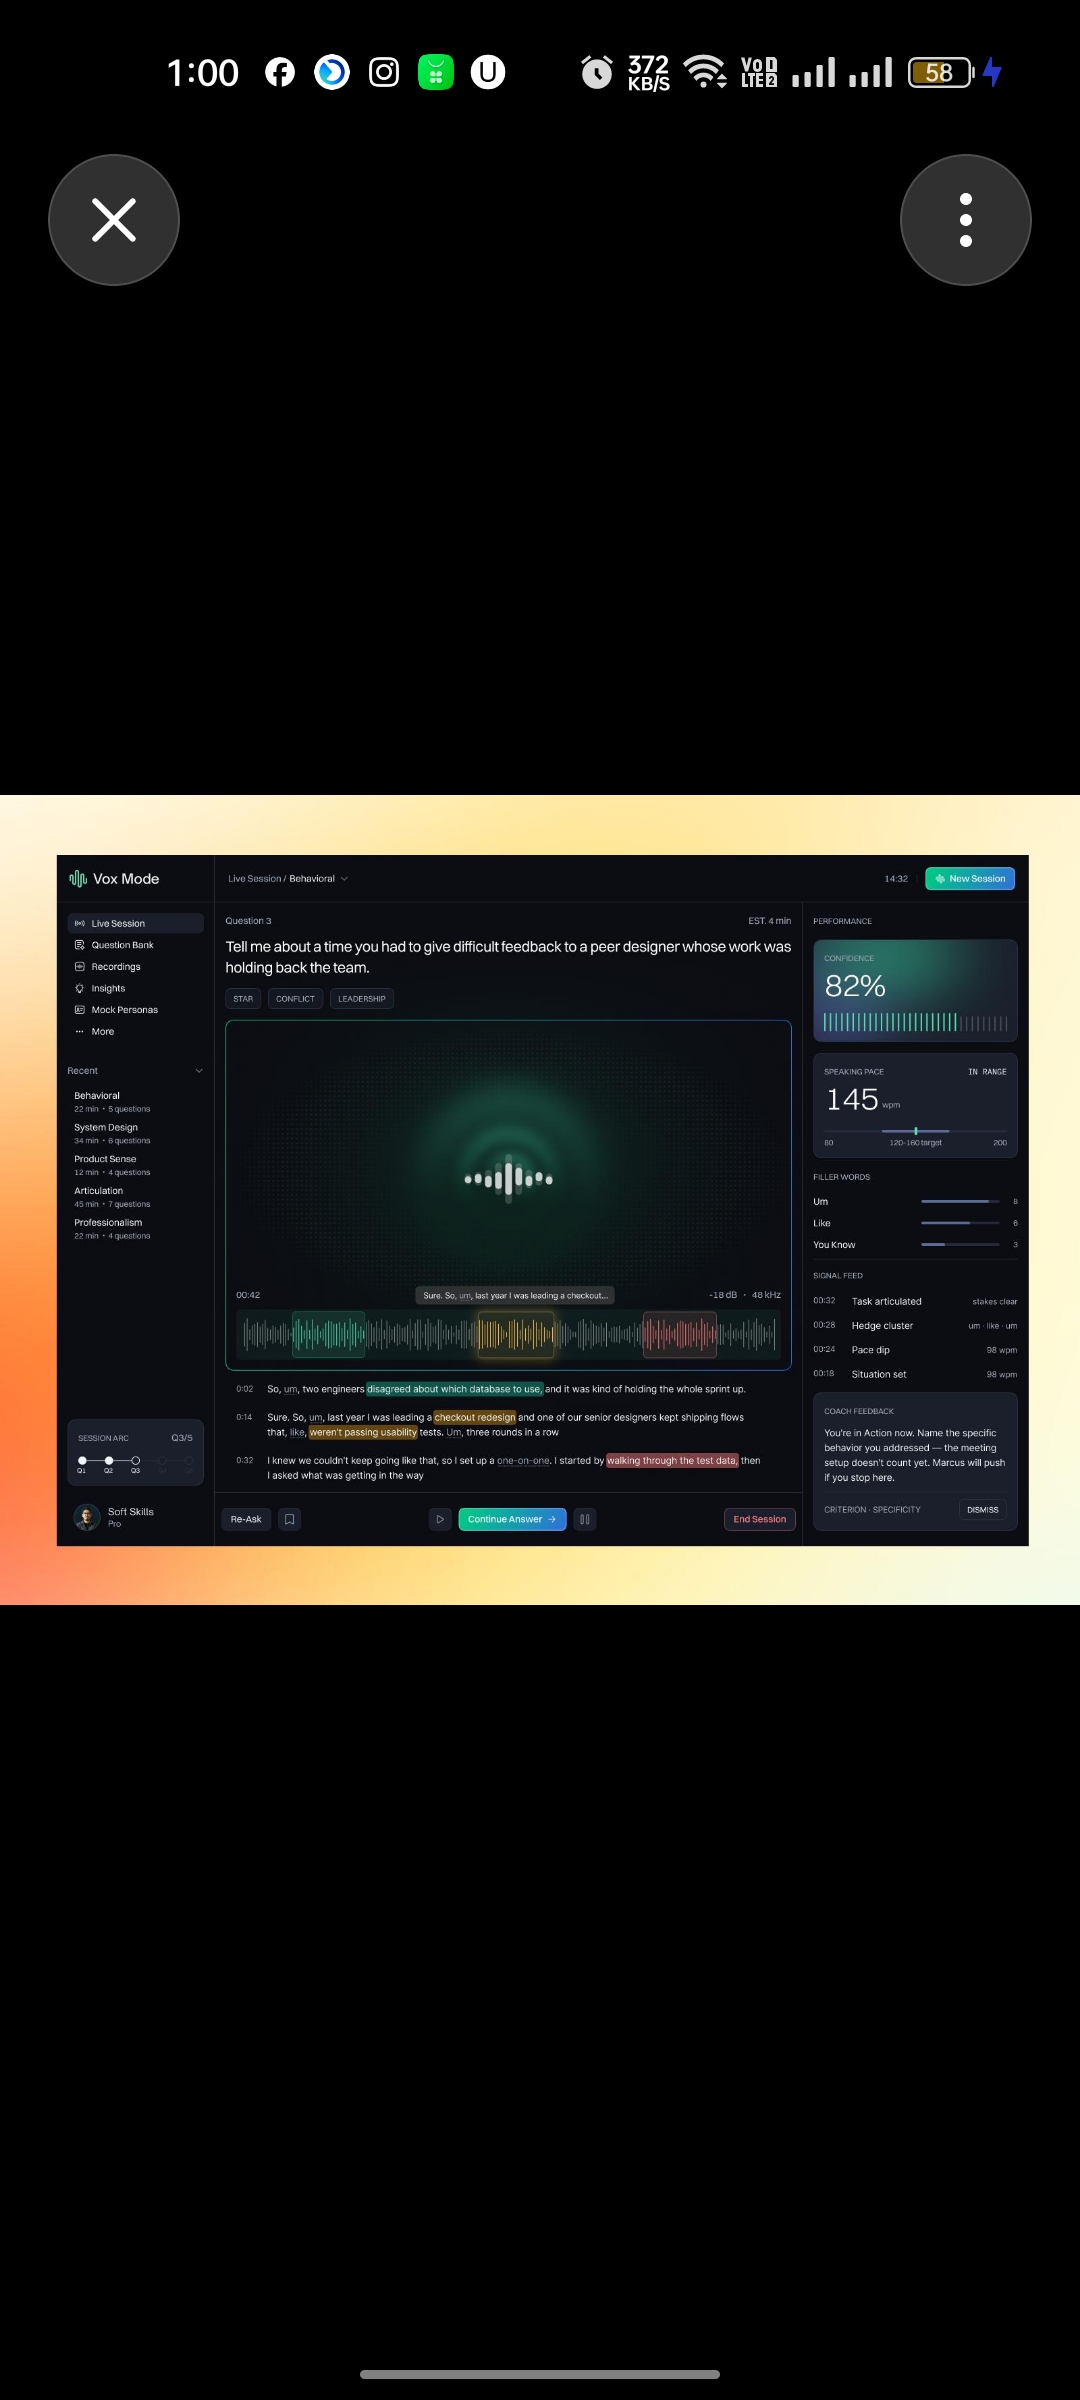 1:00
372
KB/S
VoD
LTE 2
58
Vox Mode
Live Session
Question Bank
Recordings
Insights
Mock Personas
More
Recent
Behavioral
22 min • 5 questions
System Design
34 min • 6 questions
Product Sense
12 min • 4 questions
Articulation
45 min • 7 questions
Professionalism
22 min • 4 questions
SESSION ARC Q3/5
Q1 Q2 Q3
Soft Skills
Pro
Live Session / Behavioral
14:32
New Session
Question 3
EST. 4 min
Tell me about a time you had to give difficult feedback to a peer designer whose work was
holding back the team.
STAR CONFLICT LEADERSHIP
00:42
Sure. So, um, last year I was leading a checkout...
-18 dB · 48 kHz
0:02 So, um, two engineers disagreed about which database to use, and it was kind of holding the whole sprint up.
0:14 Sure. So, um, last year I was leading a checkout redesign and one of our senior designers kept shipping flows
that, like, weren't passing usability tests. Um, three rounds in a row
0:32 I knew we couldn't keep going like that, so I set up a one-on-one. I started by walking through the test data, then
I asked what was getting in the way
Re-Ask
Continue Answer →
End Session
PERFORMANCE
CONFIDENCE
82%
SPEAKING PACE IN RANGE
145 wpm
80 120-160 target 200
FILLER WORDS
Um 8
Like 6
You Know 3
SIGNAL FEED
00:32 Task articulated stakes clear
00:28 Hedge cluster um · like · um
00:24 Pace dip 98 wpm
00:18 Situation set 98 wpm
COACH FEEDBACK
You're in Action now. Name the specific
behavior you addressed — the meeting
setup doesn't count yet. Marcus will push
if you stop here.
CRITERION · SPECIFICITY DISMISS